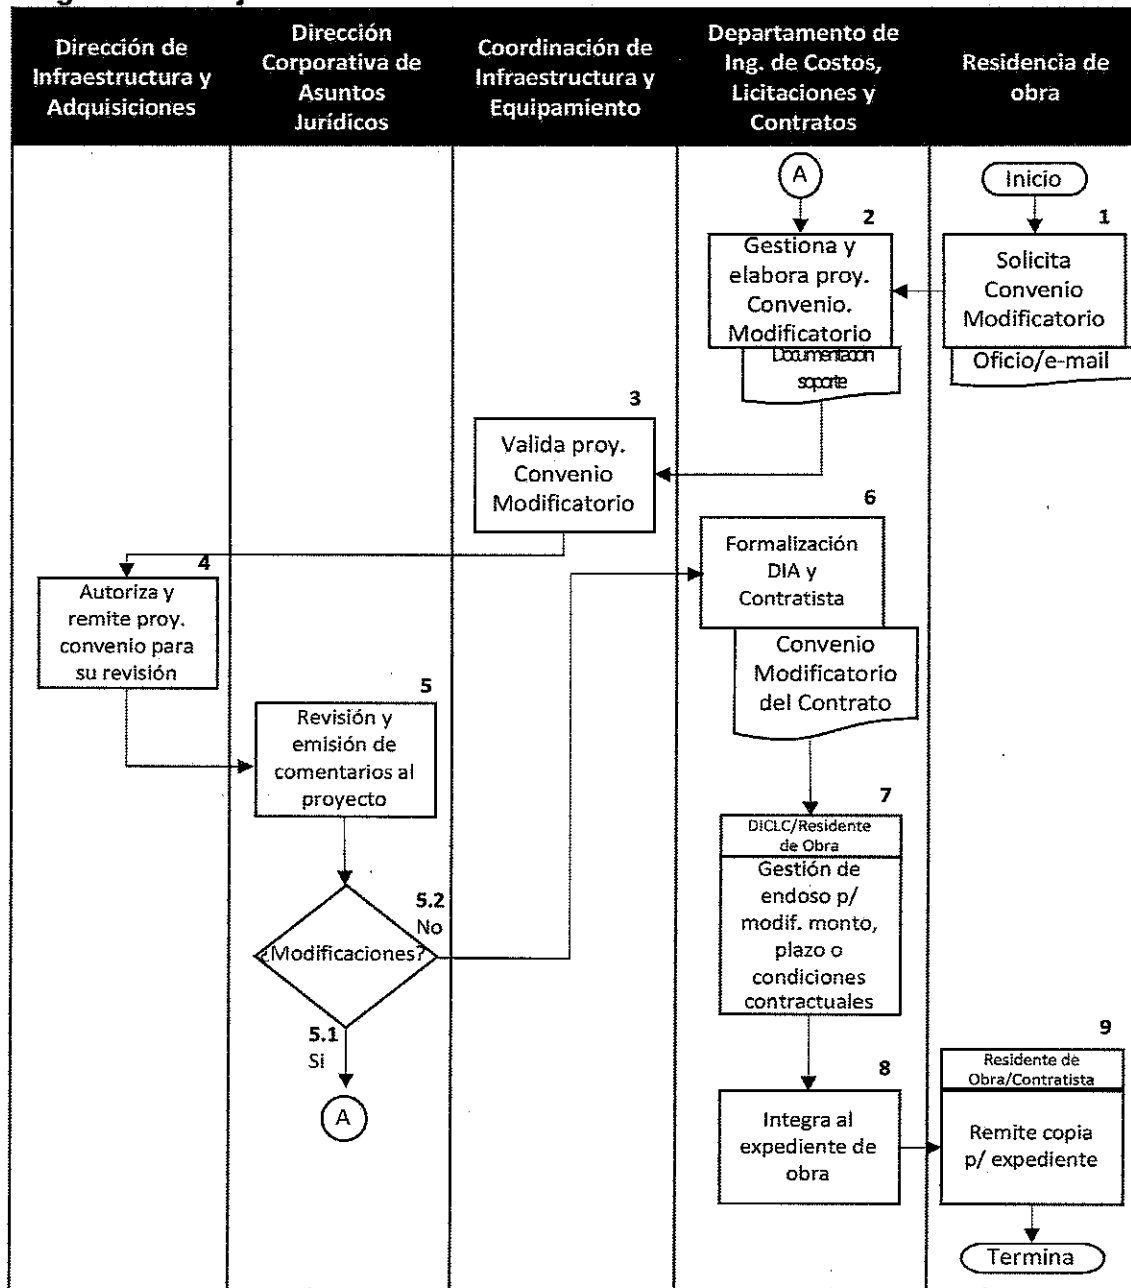 Dirección de
Infraestructura y
Adquisiciones
Dirección
Corporativa de
Asuntos
Jurídicos
Coordinación de
Infraestructura y
Equipamiento
Departamento de
Ing. de Costos,
Licitaciones y
Contratos
Residencia de
obra
A
Inicio
1
Solicita
Convenio
Modificatorio
Oficio/e-mail
2
Gestiona y
elabora proy.
Convenio.
Modificatorio
Documentacion
soporte
3
Valida proy.
Convenio
Modificatorio
4
Autoriza y
remite proy.
convenio para
su revisión
5
Revisión y
emisión de
comentarios al
proyecto
¿Modificaciones?
5.2
No
5.1
Si
A
6
Formalización
DIA y
Contratista
Convenio
Modificatorio
del Contrato
7
DICLC/Residente
de Obra
Gestión de
endoso p/
modif. monto,
plazo o
condiciones
contractuales
8
Integra al
expediente de
obra
9
Residente de
Obra/Contratista
Remite copia
p/ expediente
Termina